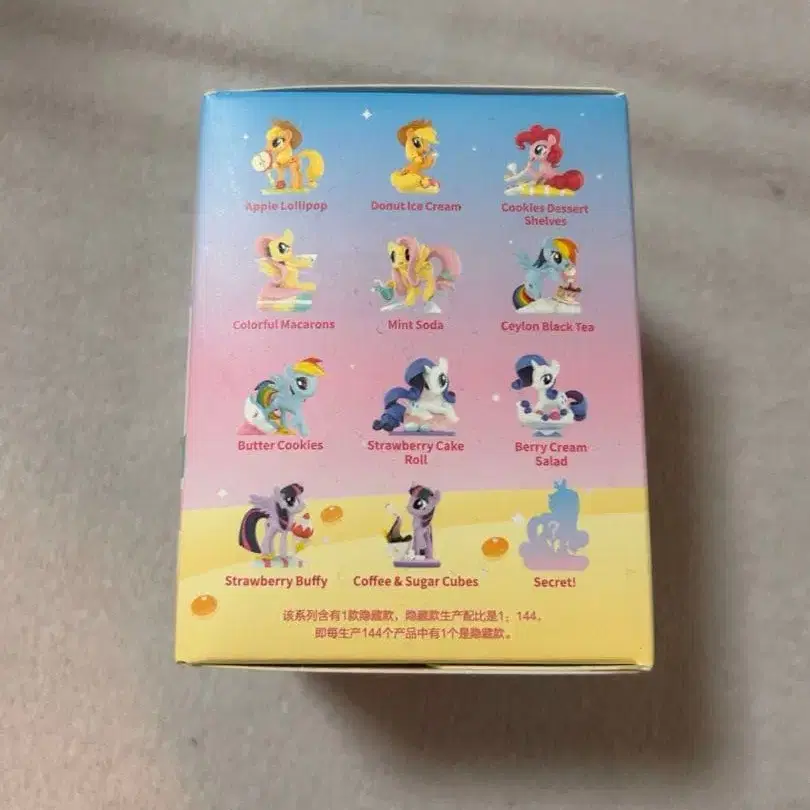 Apple Lollipop
Donut Ice Cream
Cookies Dessert
Shelves
Colorful Macarons
Mint Soda
Ceylon Black Tea
Butter Cookies
Strawberry Cake
Roll
Berry Cream
Salad
Strawberry Buffy
Coffee & Sugar Cubes
?
Secret!
该系列含有1款隐藏款，隐藏款生产配比是1：144，
即每生产144个产品中有1个是隐藏款。